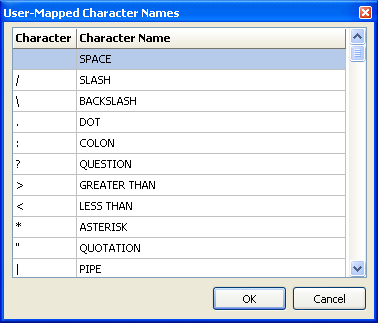 User-Mapped Character Names
Character Character Name
SPACE
/ SLASH
\ BACKSLASH
. DOT
: COLON
? QUESTION
> GREATER THAN
< LESS THAN
* ASTERISK
" QUOTATION
| PIPE
OK Cancel